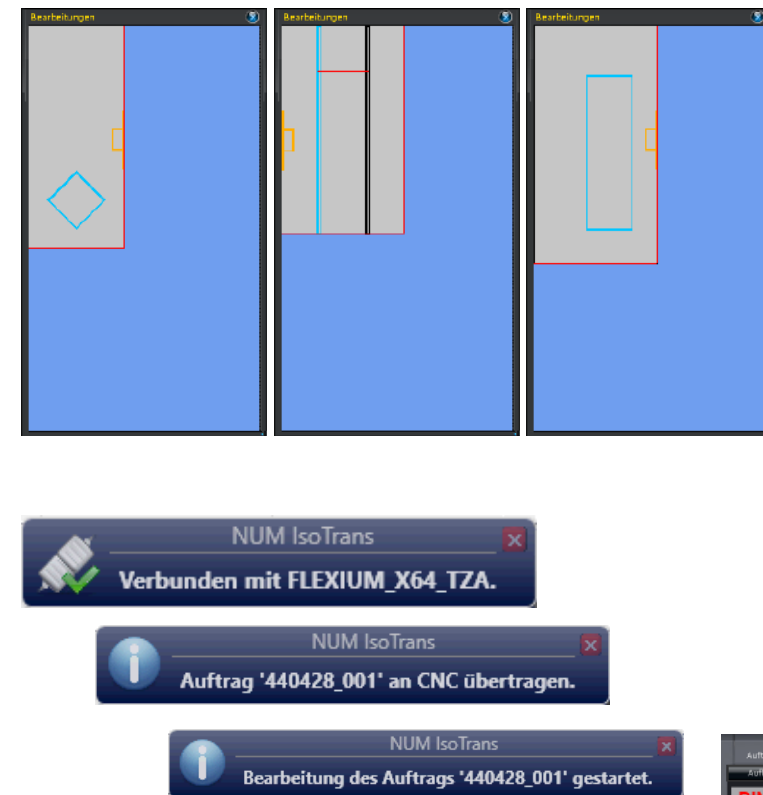 Bearbeitungen
Bearbeitungen
Bearbeitungen
NUM IsoTrans
Verbunden mit FLEXIUM_X64_TZA.
NUM IsoTrans
Auftrag '440428_001' an CNC übertragen.
NUM IsoTrans
Bearbeitung des Auftrags '440428_001' gestartet.